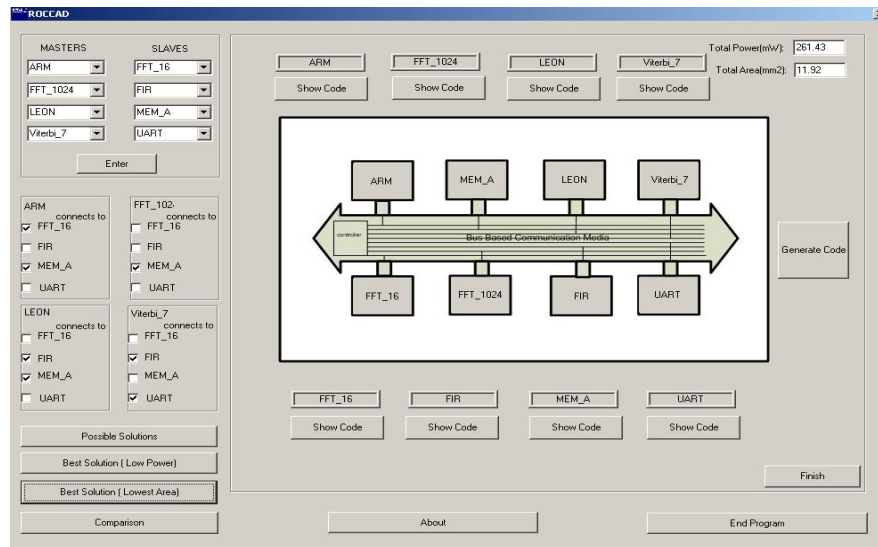 ROCCAD
MASTERS SLAVES
ARM FFT_16
FFT_1024 FIR
LEON MEM_A
Viterbi_7 UART
Enter
ARM
connects to
FFT_16
FIR
MEM_A
UART
FFT_102
connects to
FFT_16
FIR
MEM_A
UART
LEON
connects to
FFT_16
FIR
MEM_A
UART
Viterbi_7
connects to
FFT_16
FIR
MEM_A
UART
Possible Solutions
Best Solution ( Low Power)
Best Solution ( Lowest Area)
Comparison
ARM FFT_1024 LEON Viterbi_7
Show Code Show Code Show Code Show Code
Total Power(mW): 261.43
Total Area(mm2): 11.92
ARM MEM_A LEON Viterbi_7
controller
Bus Based Communication Media
FFT_16 FFT_1024 FIR UART
Generate Code
FFT_16 FIR MEM_A UART
Show Code Show Code Show Code Show Code
Finish
About
End Program